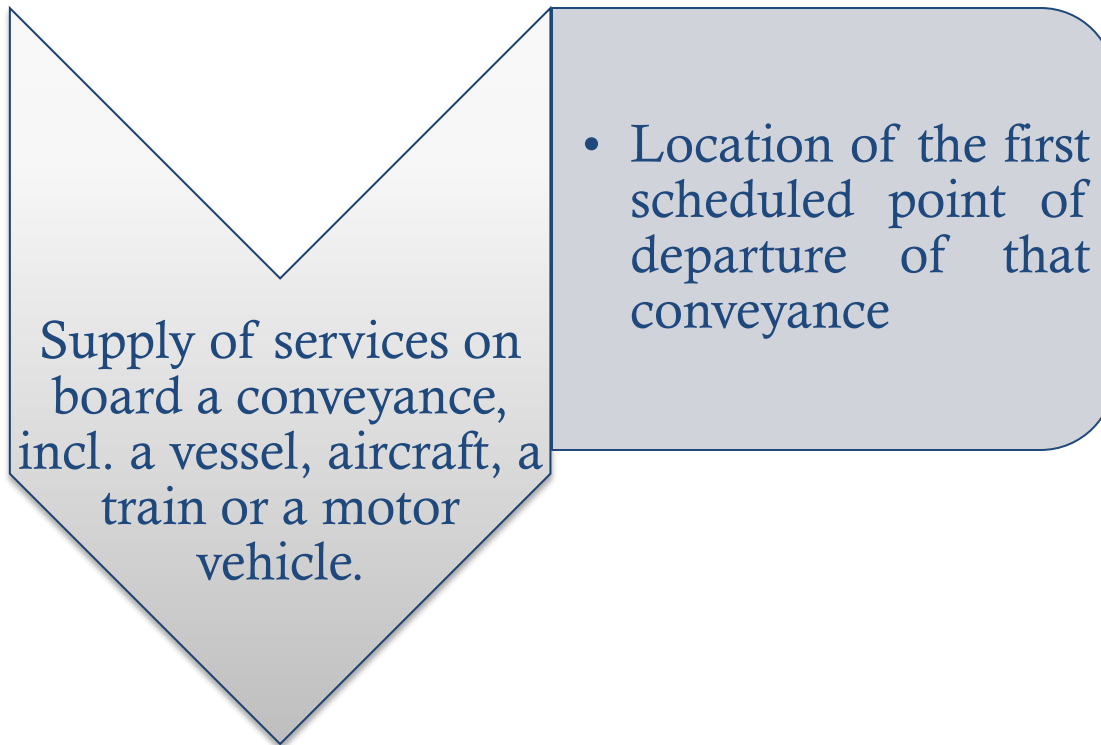 Supply of services on
board a conveyance,
incl. a vessel, aircraft, a
train or a motor
vehicle.
• Location of the first
scheduled point of
departure of that
conveyance